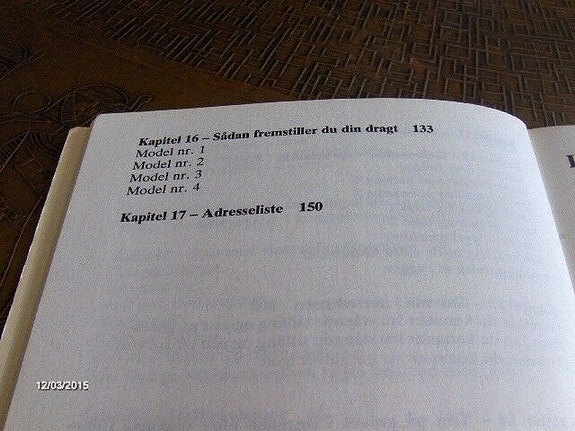 Kapitel 16 – Sådan fremstiller du din dragt 133
Model nr. 1
Model nr. 2
Model nr. 3
Model nr. 4
Kapitel 17 – Adresseliste 150
12/03/2015